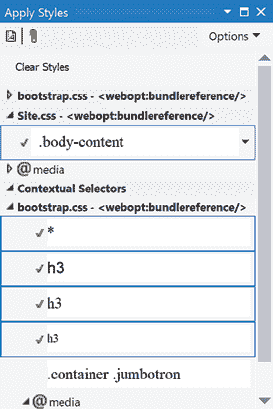 Apply Styles
Options
Clear Styles
bootstrap.css - <webopt:bundlereference/>
Site.css - <webopt:bundlereference/>
.body-content
@media
Contextual Selectors
bootstrap.css - <webopt:bundlereference/>
*
h3
h3
h3
.container .jumbotron
@media